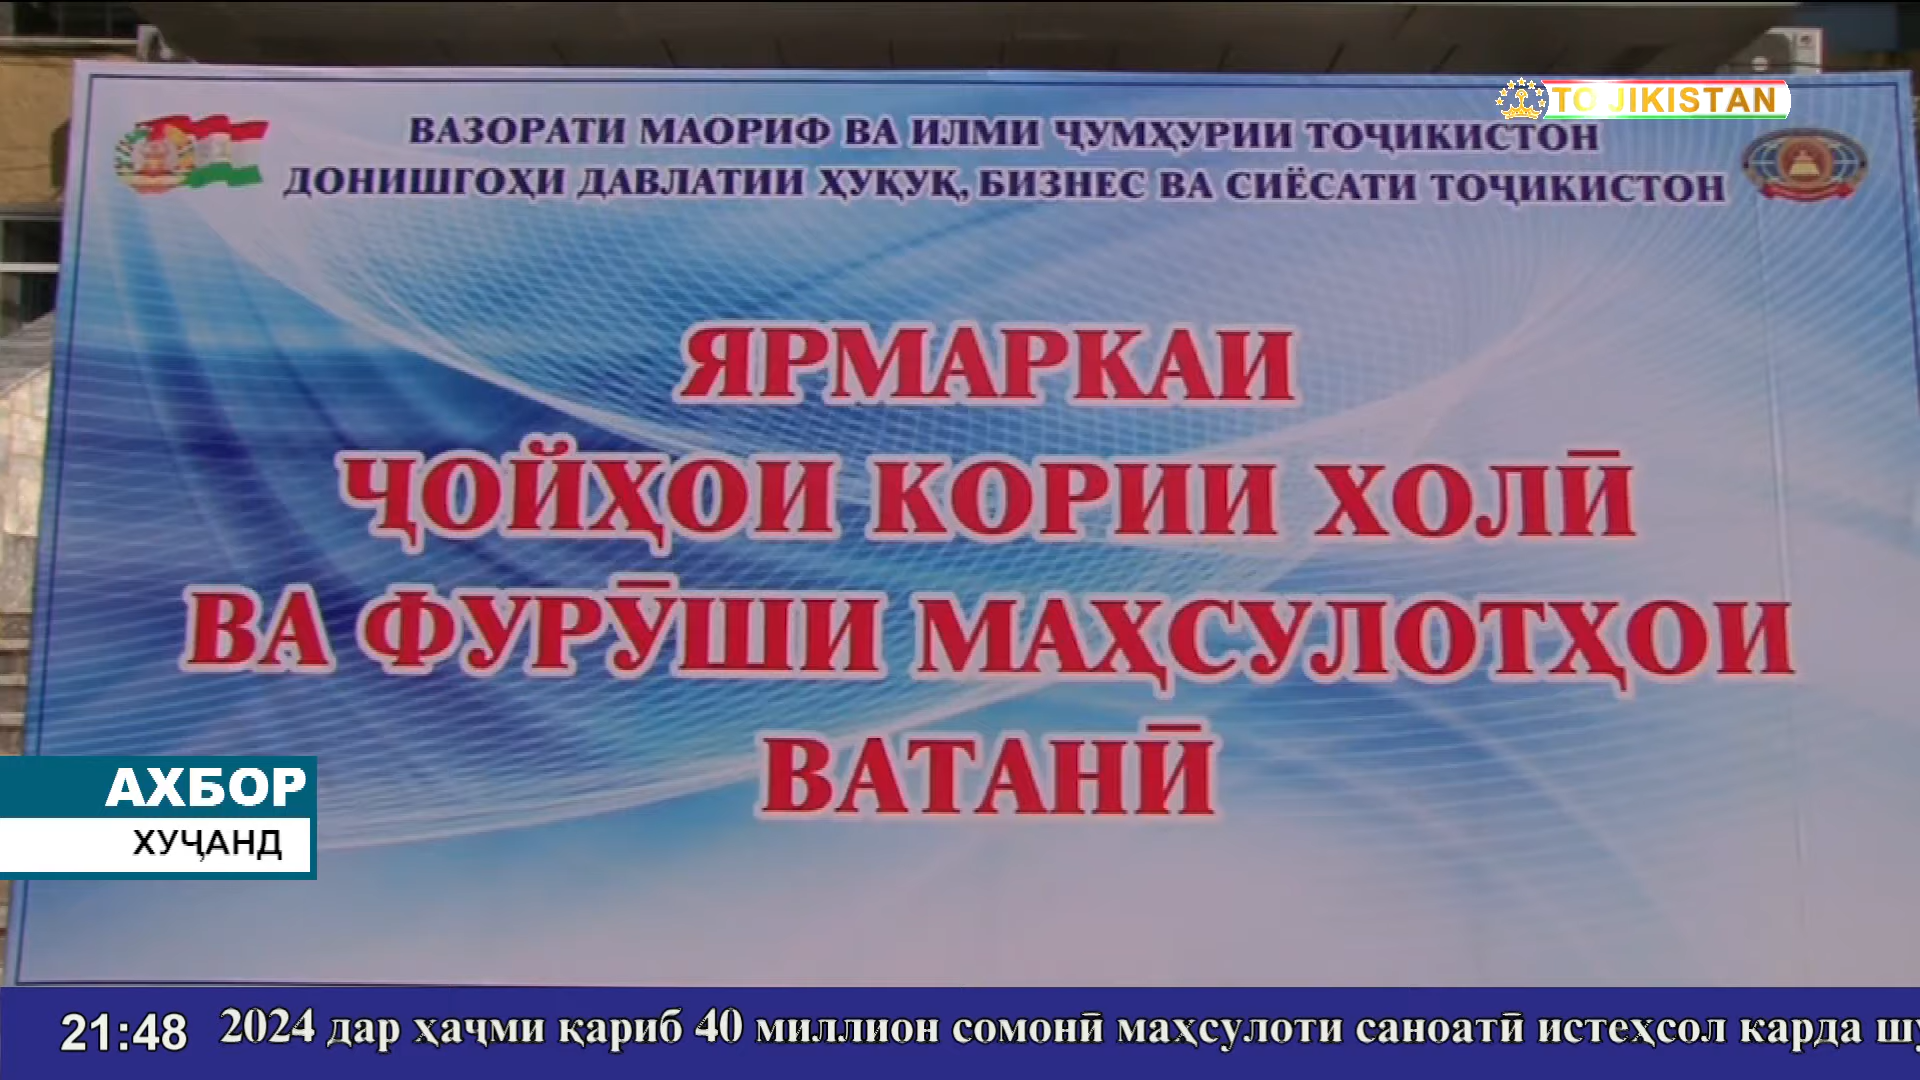 TOJIKISTAN
ВАЗОРАТИ МАОРИФ ВА ИЛМИ ҶУМҲУРИИ ТОҶИКИСТОН
ДОНИШГОҲИ ДАВЛАТИИ ҲУҚУҚ, БИЗНЕС ВА СИЁСАТИ ТОҶИКИСТОН
ЯРМАРКАИ
ҶОЙҲОИ КОРИИ ХОЛӢ
ВА ФУРӮШИ МАҲСУЛОТҲОИ
ВАТАНӢ
АХБОР
ХУҶАНД
21:48 2024 дар ҳаҷми қариб 40 миллион сомонӣ маҳсулоти саноатӣ истеҳсол карда